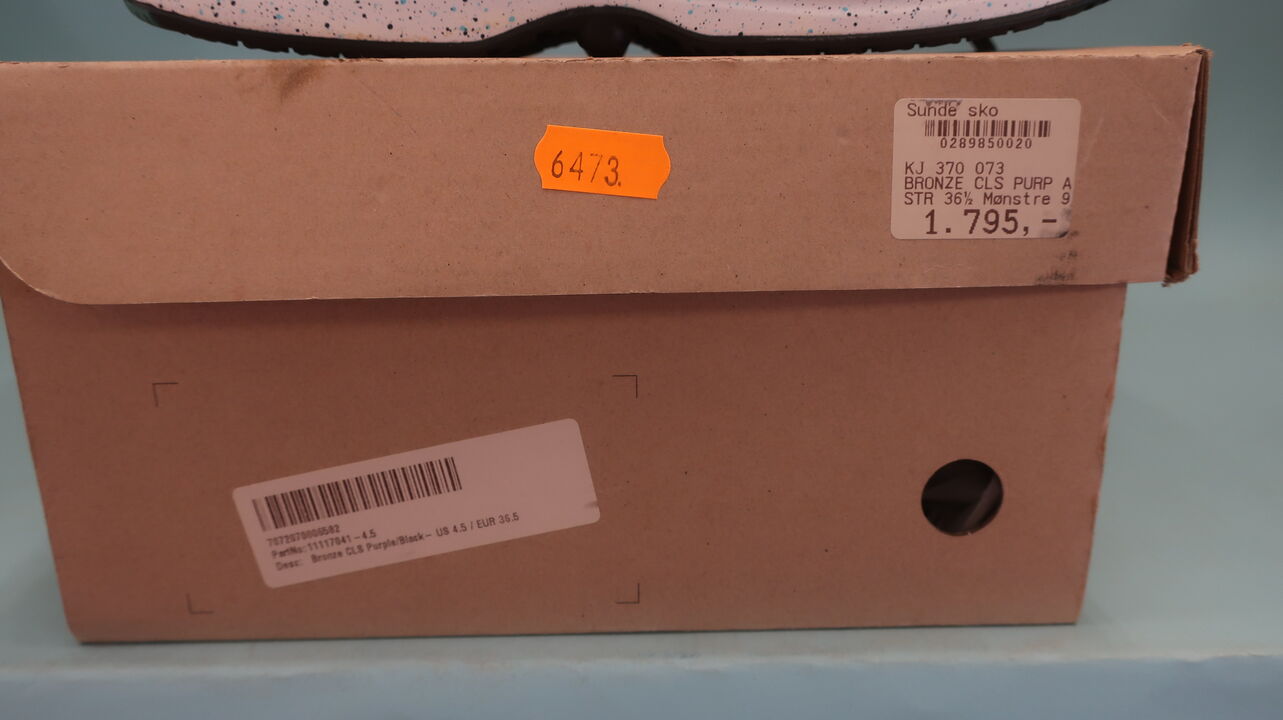 6473.
Sunde sko
0289850020
KJ 370 073
BRONZE CLS PURP A
STR 36½ Mønstre 9
1.795,-
PartNo:11117041-4.5
Desc: Bronze CLS Purple/Black- US 4.5 / EUR 36.5